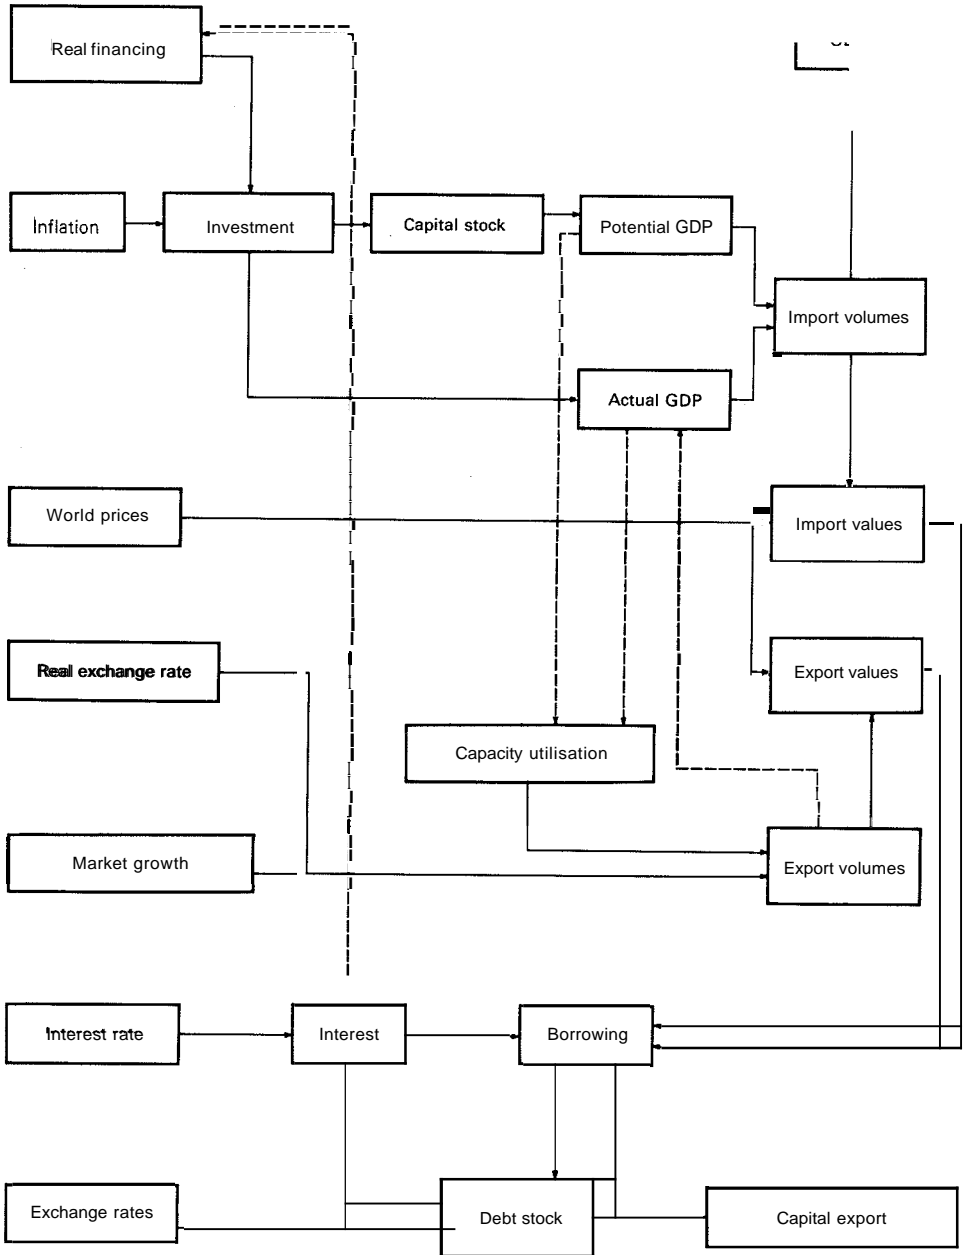 Real financing
Inflation
Investment
Capital stock
Potential GDP
Import volumes
Actual GDP
World prices
Import values
Real exchange rate
Export values
Capacity utilisation
Market growth
Export volumes
Interest rate
Interest
Borrowing
Exchange rates
Debt stock
Capital export